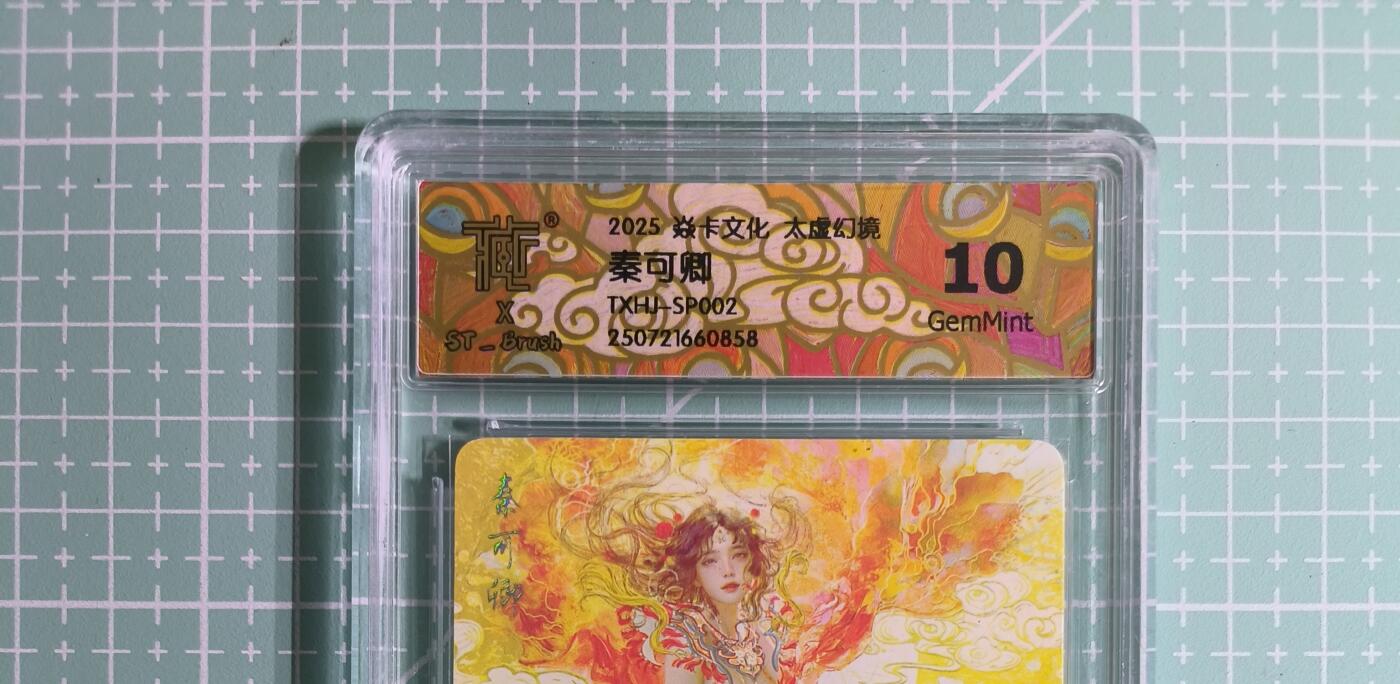 藏®
X
ST_Brush
2025 焱卡文化 太虚幻境
秦可卿
TXHJ-SP002
250721660858
10
GemMint
秦可卿